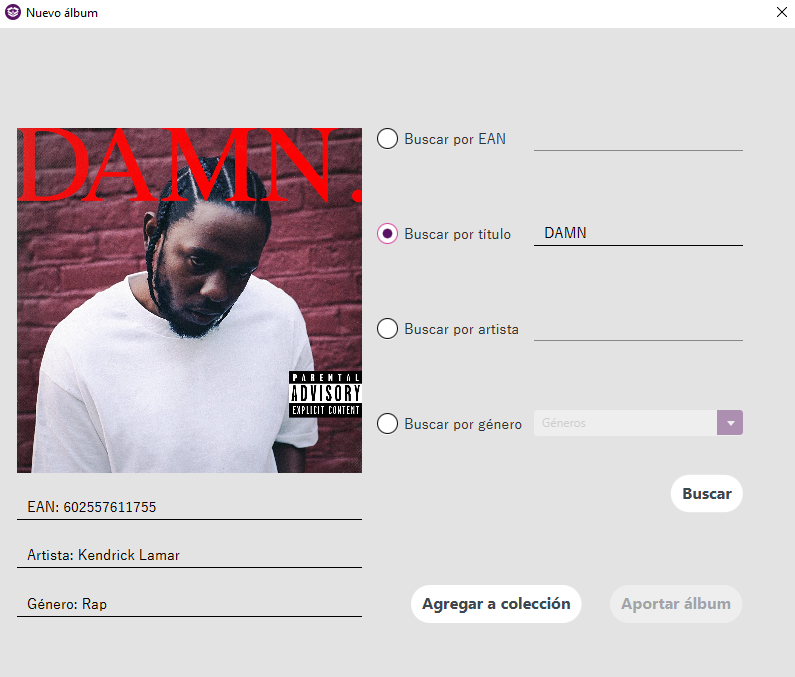 Nuevo álbum
DAMN.
PARENTAL
ADVISORY
EXPLICIT CONTENT
EAN: 602557611755
Artista: Kendrick Lamar
Género: Rap
Buscar por EAN
Buscar por título
DAMN
Buscar por artista
Buscar por género
Géneros
Buscar
Agregar a colección
Aportar álbum